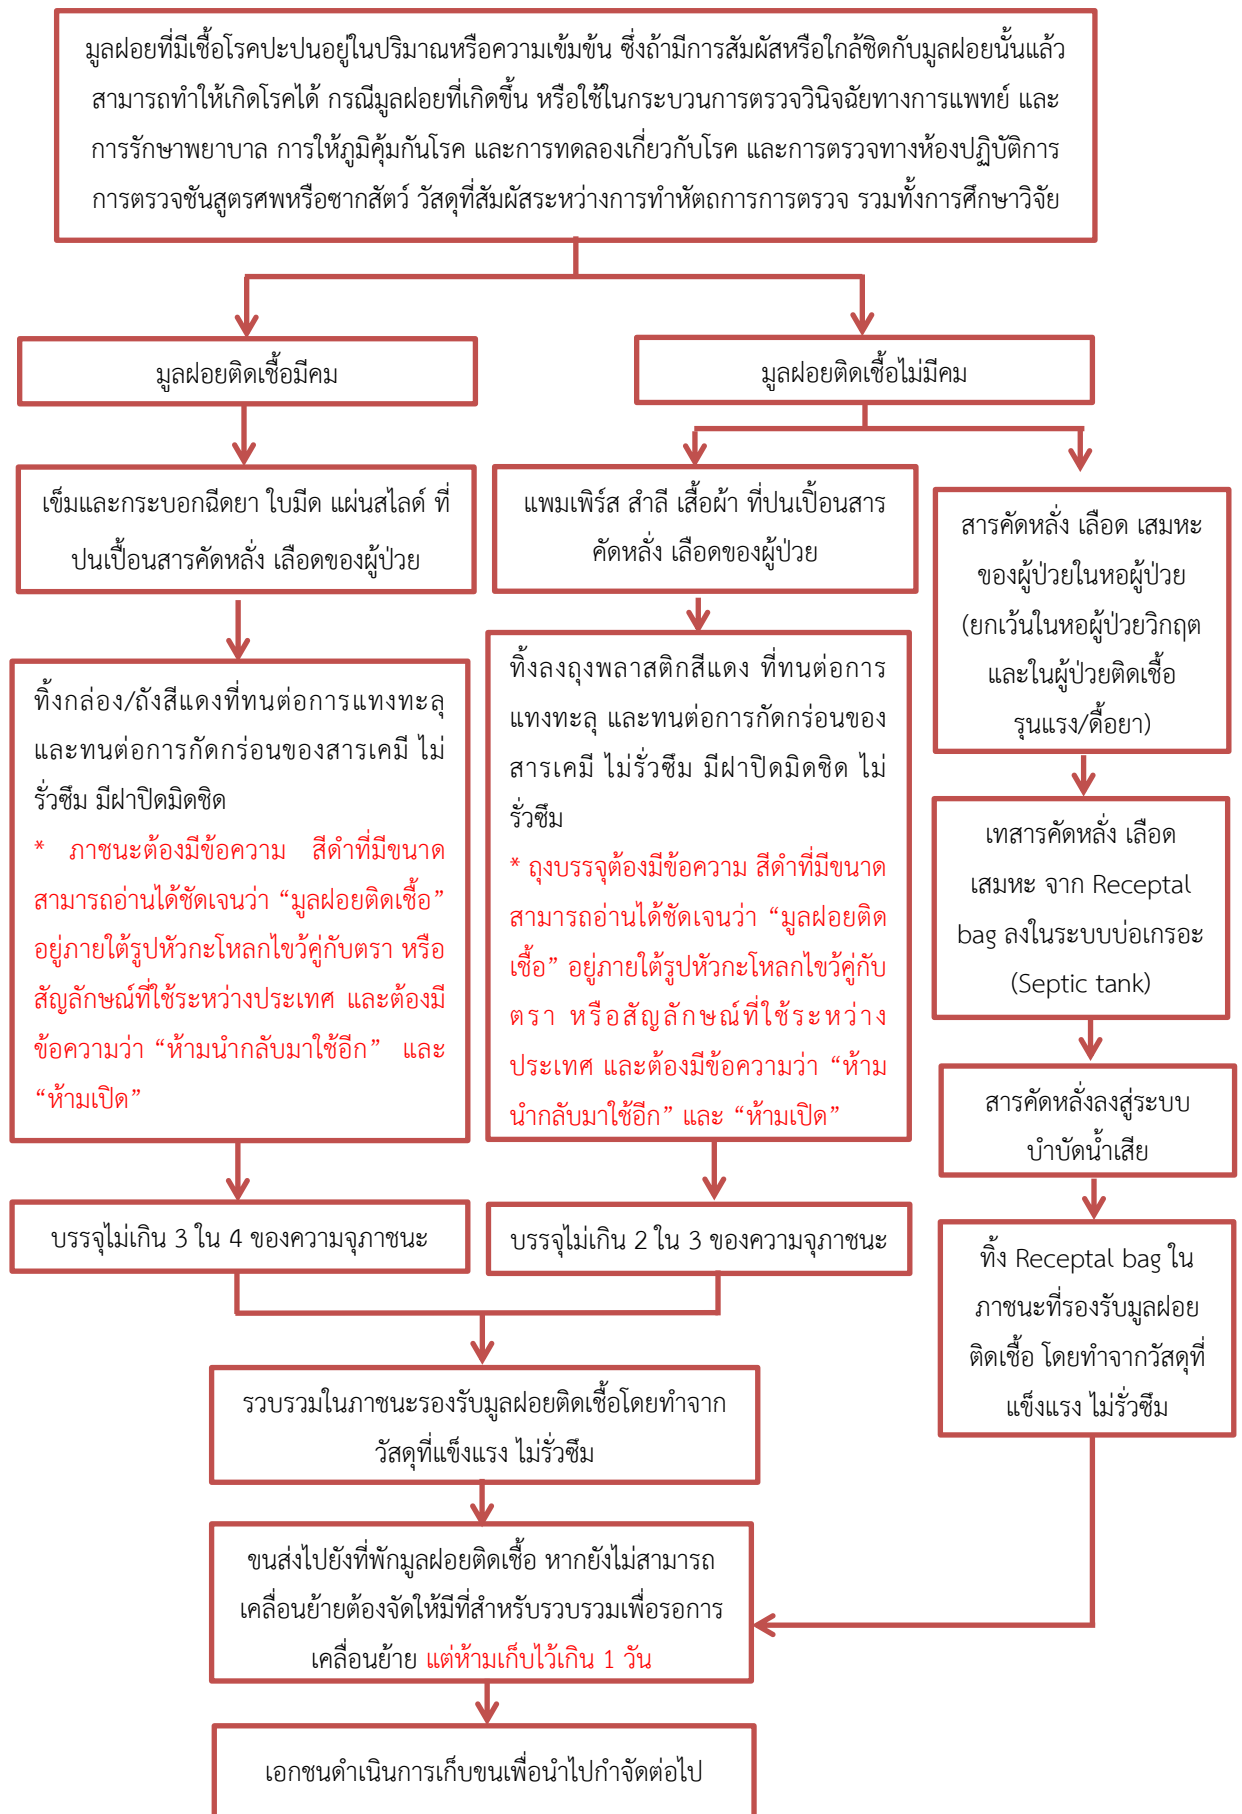 มูลฝอยที่มีเชื้อโรคปะปนอยู่ในปริมาณหรือความเข้มข้น ซึ่งถ้ามีการสัมผัสหรือใกล้ชิดกับมูลฝอยนั้นแล้ว
สามารถทำให้เกิดโรคได้ กรณีมูลฝอยที่เกิดขึ้น หรือใช้ในกระบวนการตรวจวินิจฉัยทางการแพทย์ และ
การรักษาพยาบาล การให้ภูมิคุ้มกันโรค และการทดลองเกี่ยวกับโรค และการตรวจทางห้องปฏิบัติการ
การตรวจชันสูตรศพหรือซากสัตว์ วัสดุที่สัมผัสระหว่างการทำหัตถการการตรวจ รวมทั้งการศึกษาวิจัย
มูลฝอยติดเชื้อมีคม
มูลฝอยติดเชื้อไม่มีคม
เข็มและกระบอกฉีดยา ใบมีด แผ่นสไลด์ ที่
ปนเปื้อนสารคัดหลั่ง เลือดของผู้ป่วย
แพมเพิร์ส สำลี เสื้อผ้า ที่ปนเปื้อนสาร
คัดหลั่ง เลือดของผู้ป่วย
สารคัดหลั่ง เลือด เสมหะ
ของผู้ป่วยในหอผู้ป่วย
(ยกเว้นในหอผู้ป่วยวิกฤต
และในผู้ป่วยติดเชื้อ
รุนแรง/ดื้อยา)
ทิ้งกล่อง/ถังสีแดงที่ทนต่อการแทงทะลุ
และทนต่อการกัดกร่อนของสารเคมี ไม่
รั่วซึม มีฝาปิดมิดชิด
* ภาชนะต้องมีข้อความ สีดำที่มีขนาด
สามารถอ่านได้ชัดเจนว่า “มูลฝอยติดเชื้อ”
อยู่ภายใต้รูปหัวกะโหลกไขว้คู่กับตรา หรือ
สัญลักษณ์ที่ใช้ระหว่างประเทศ และต้องมี
ข้อความว่า “ห้ามนำกลับมาใช้อีก” และ
“ห้ามเปิด”
ทิ้งลงถุงพลาสติกสีแดง ที่ทนต่อการ
แทงทะลุ และทนต่อการกัดกร่อนของ
สารเคมี ไม่รั่วซึม มีฝาปิดมิดชิด ไม่
รั่วซึม
* ถุงบรรจุต้องมีข้อความ สีดำที่มีขนาด
สามารถอ่านได้ชัดเจนว่า “มูลฝอยติด
เชื้อ” อยู่ภายใต้รูปหัวกะโหลกไขว้คู่กับ
ตรา หรือสัญลักษณ์ที่ใช้ระหว่าง
ประเทศ และต้องมีข้อความว่า “ห้าม
นำกลับมาใช้อีก” และ “ห้ามเปิด”
เทสารคัดหลั่ง เลือด
เสมหะ จาก Receptal
bag ลงในระบบบ่อเกรอะ
(Septic tank)
สารคัดหลั่งลงสู่ระบบ
บำบัดน้ำเสีย
บรรจุไม่เกิน 3 ใน 4 ของความจุภาชนะ
บรรจุไม่เกิน 2 ใน 3 ของความจุภาชนะ
ทิ้ง Receptal bag ใน
ภาชนะที่รองรับมูลฝอย
ติดเชื้อ โดยทำจากวัสดุที่
แข็งแรง ไม่รั่วซึม
รวบรวมในภาชนะรองรับมูลฝอยติดเชื้อโดยทำจาก
วัสดุที่แข็งแรง ไม่รั่วซึม
ขนส่งไปยังที่พักมูลฝอยติดเชื้อ หากยังไม่สามารถ
เคลื่อนย้ายต้องจัดให้มีที่สำหรับรวบรวมเพื่อรอการ
เคลื่อนย้าย แต่ห้ามเก็บไว้เกิน 1 วัน
เอกชนดำเนินการเก็บขนเพื่อนำไปกำจัดต่อไป